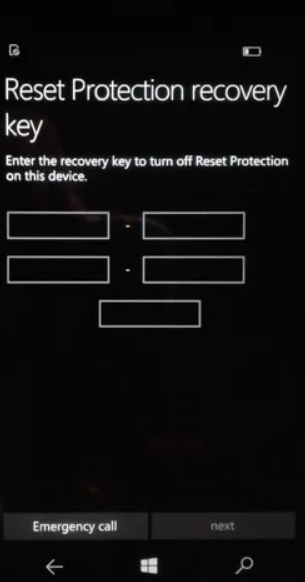 Reset Protection recovery
key
Enter the recovery key to turn off Reset Protection
on this device.
-
-
Emergency call
next